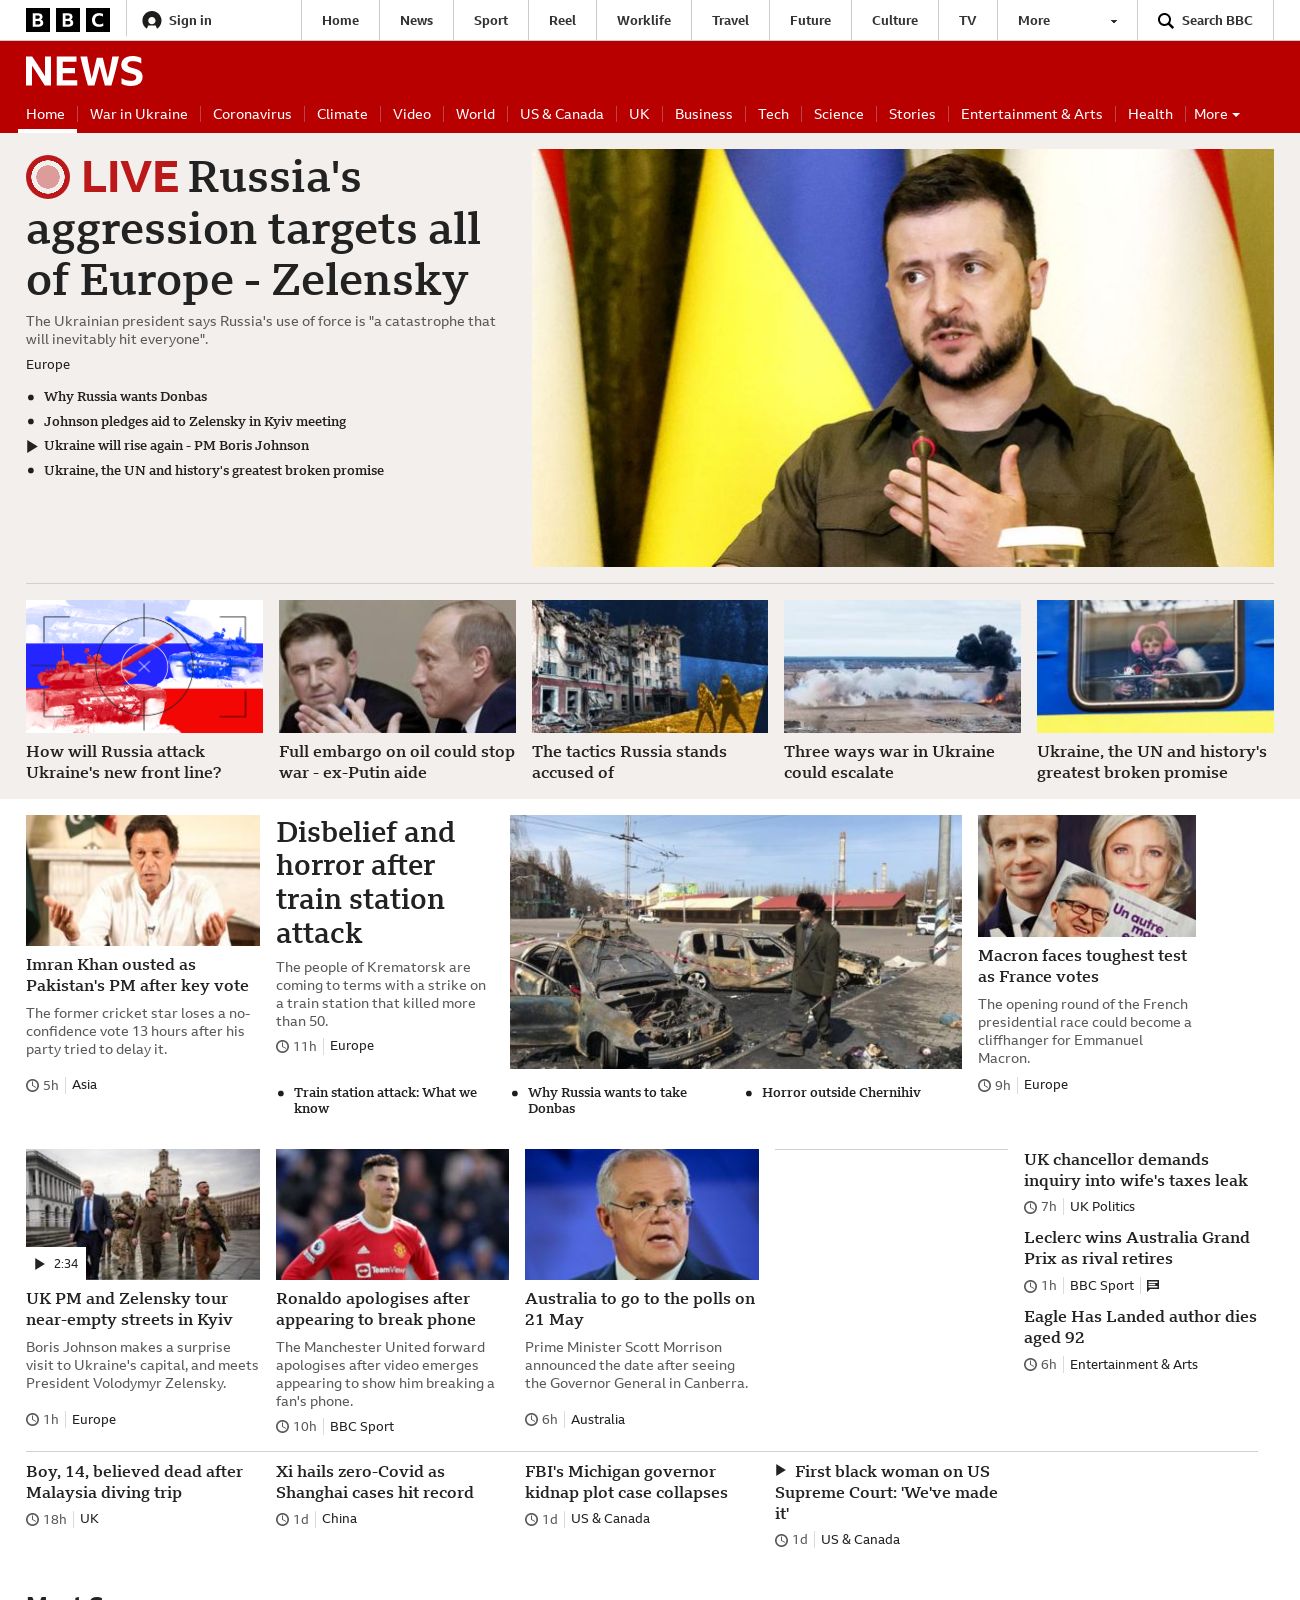 BBC
Sign in
Home
News
Sport
Reel
Worklife
Travel
Future
Culture
TV
More
Search BBC
NEWS
Home
War in Ukraine
Coronavirus
Climate
Video
World
US & Canada
UK
Business
Tech
Science
Stories
Entertainment & Arts
Health
More
LIVE Russia's
aggression targets all
of Europe - Zelensky
The Ukrainian president says Russia's use of force is "a catastrophe that
will inevitably hit everyone".
Europe
Why Russia wants Donbas
Johnson pledges aid to Zelensky in Kyiv meeting
Ukraine will rise again - PM Boris Johnson
Ukraine, the UN and history's greatest broken promise
How will Russia attack
Ukraine's new front line?
Full embargo on oil could stop
war - ex-Putin aide
The tactics Russia stands
accused of
Three ways war in Ukraine
could escalate
Ukraine, the UN and history's
greatest broken promise
Imran Khan ousted as
Pakistan's PM after key vote
The former cricket star loses a no-
confidence vote 13 hours after his
party tried to delay it.
5h
Asia
Disbelief and
horror after
train station
attack
The people of Krematorsk are
coming to terms with a strike on
a train station that killed more
than 50.
11h
Europe
Train station attack: What we
know
Why Russia wants to take
Donbas
Horror outside Chernihiv
Un autre
Macron faces toughest test
as France votes
The opening round of the French
presidential race could become a
cliffhanger for Emmanuel
Macron.
9h
Europe
2:34
UK PM and Zelensky tour
near-empty streets in Kyiv
Boris Johnson makes a surprise
visit to Ukraine's capital, and meets
President Volodymyr Zelensky.
1h
Europe
TeamViewer
Ronaldo apologises after
appearing to break phone
The Manchester United forward
apologises after video emerges
appearing to show him breaking a
fan's phone.
10h
BBC Sport
Australia to go to the polls on
21 May
Prime Minister Scott Morrison
announced the date after seeing
the Governor General in Canberra.
6h
Australia
UK chancellor demands
inquiry into wife's taxes leak
7h
UK Politics
Leclerc wins Australia Grand
Prix as rival retires
1h
BBC Sport
Eagle Has Landed author dies
aged 92
6h
Entertainment & Arts
Boy, 14, believed dead after
Malaysia diving trip
18h
UK
Xi hails zero-Covid as
Shanghai cases hit record
1d
China
FBI's Michigan governor
kidnap plot case collapses
1d
US & Canada
First black woman on US
Supreme Court: 'We've made
it'
1d
US & Canada